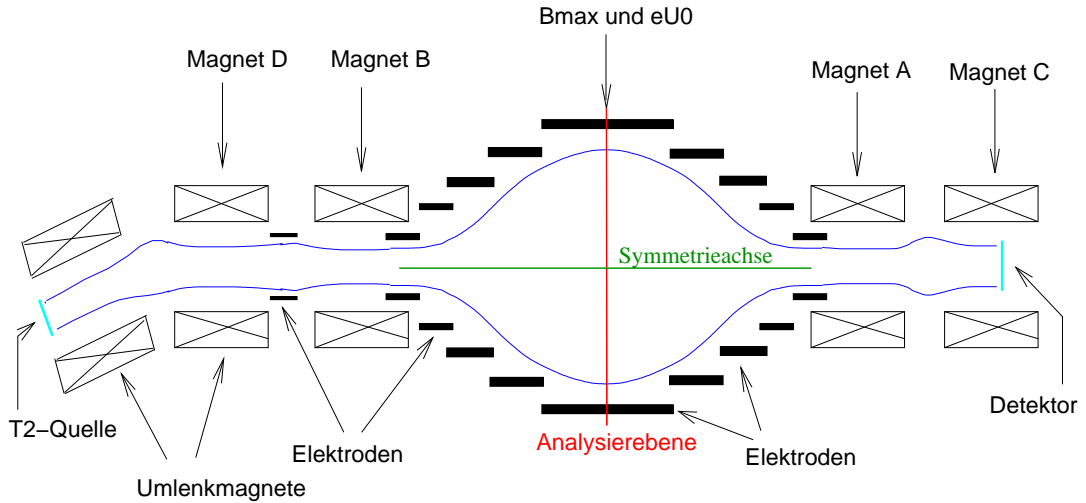 Bmax und eU0
Magnet D
Magnet B
Magnet A
Magnet C
Symmetrieachse
T2−Quelle
Detektor
Elektroden
Analysierebene
Elektroden
Umlenkmagnete